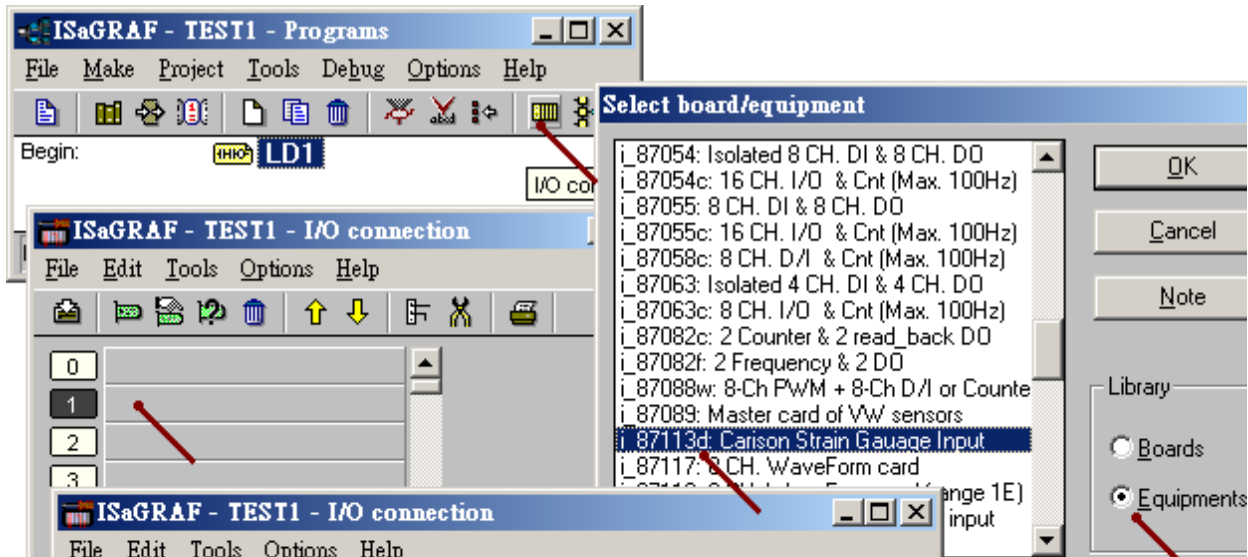 ISaGRAF - TEST1 - Programs
File Make Project Tools Debug Options Help
Begin:
LD1
I/O
ISaGRAF - TEST1 - I/O connection
File Edit Tools Options Help
0
1
2
3
ISaGRAF - TEST1 - I/O connection
File Edit Tools Options Help
Select board/equipment
i_87054: Isolated 8 CH. DI & 8 CH. DO
i_87054c: 16 CH. I/O & Cnt (Max. 100Hz)
i_87055: 8 CH. DI & 8 CH. DO
i_87055c: 16 CH. I/O & Cnt (Max. 100Hz)
i_87058c: 8 CH. D/I & Cnt (Max. 100Hz)
i_87063: Isolated 4 CH. DI & 4 CH. DO
i_87063c: 8 CH. I/O & Cnt (Max. 100Hz)
i_87082c: 2 Counter & 2 read_back DO
i_87082f: 2 Frequency & 2 DO
i_87088w: 8-Ch PWM + 8-Ch D/I or Counte
i_87089: Master card of VW sensors
i_87113d: Carison Strain Gauage Input
i_87117: 8 CH. WaveForm card
ange 1E)
input
OK
Cancel
Note
Library
Boards
Equipments